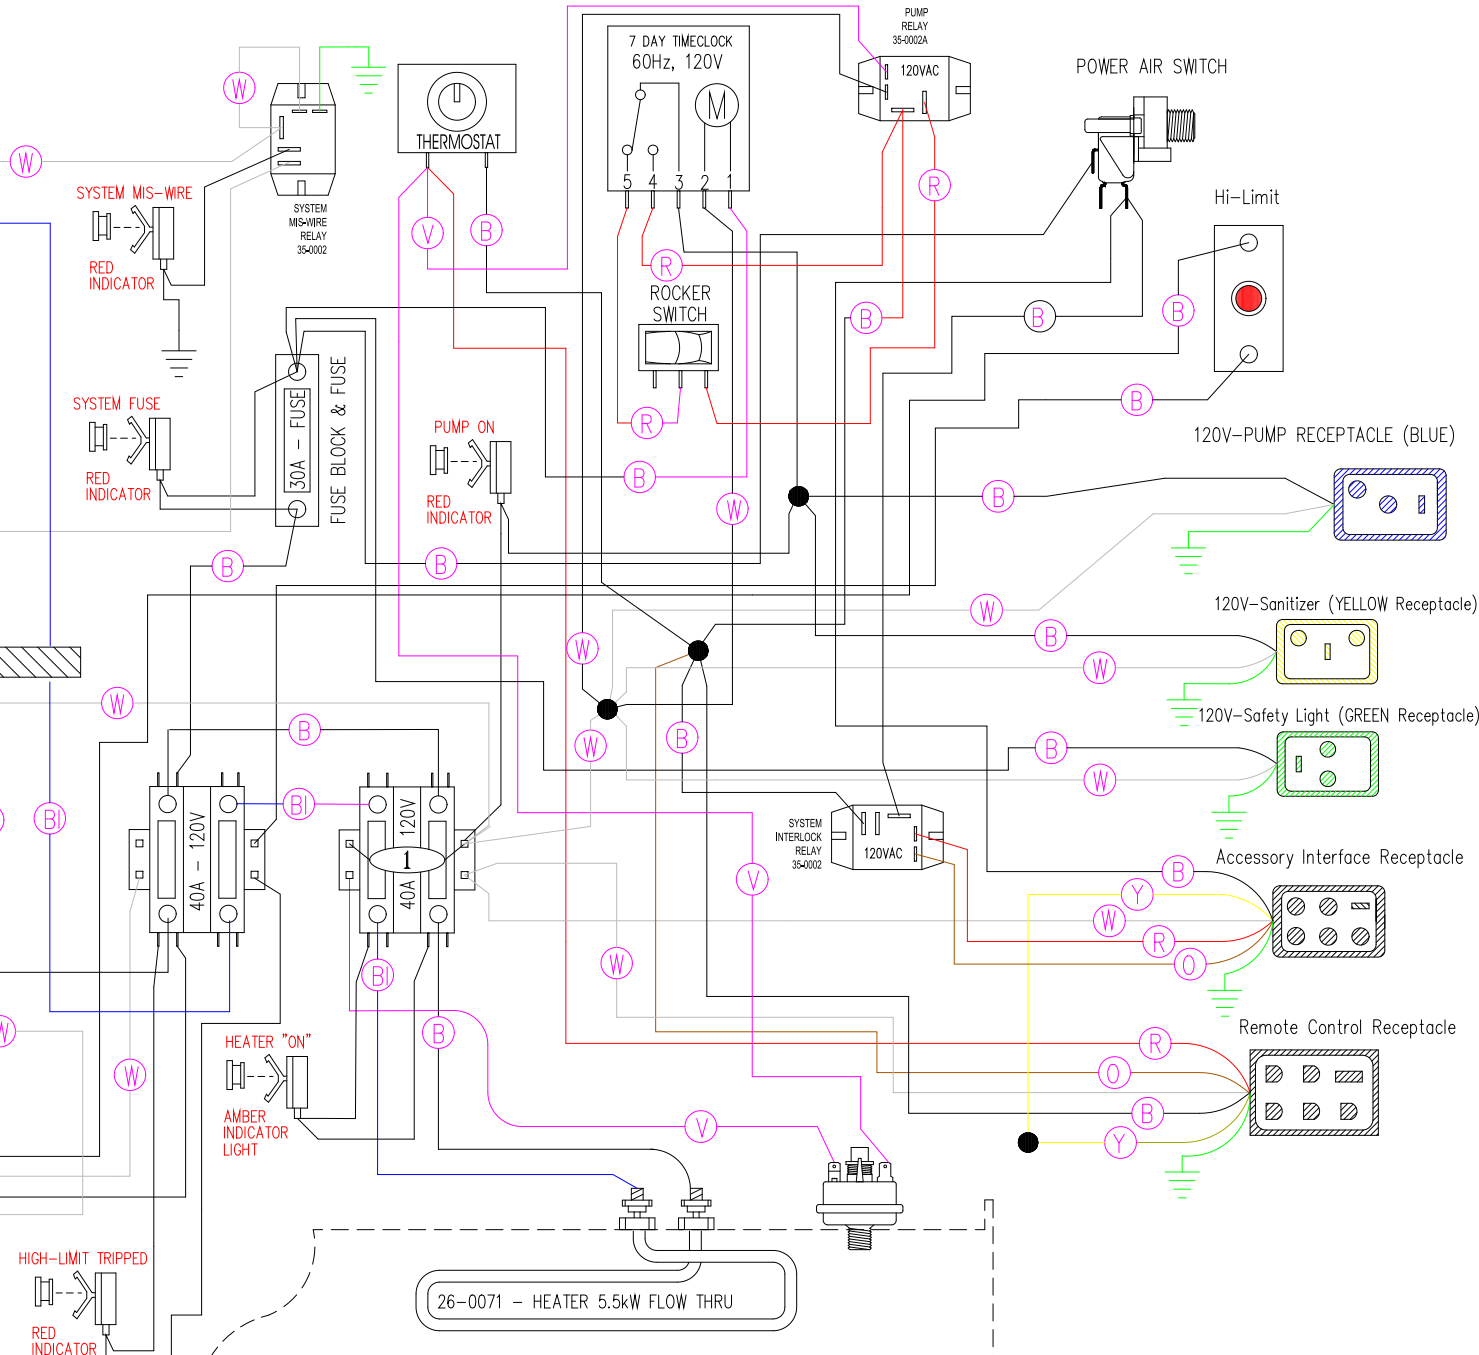 PUMP
RELAY
35-0002A
120VAC
7 DAY TIMECLOCK
60Hz, 120V
M
5 4 3 2 1
POWER AIR SWITCH
THERMOSTAT
W
W
SYSTEM MIS-WIRE
RED
INDICATOR
SYSTEM
MIS-WIRE
RELAY
35-0002
V
B
R
R
Hi-Limit
ROCKER
SWITCH
B
B
B
B
R
SYSTEM FUSE
RED
INDICATOR
30A - FUSE
FUSE BLOCK & FUSE
PUMP ON
RED
INDICATOR
120V-PUMP RECEPTACLE (BLUE)
B
B
W
B
B
W
120V-Sanitizer (YELLOW Receptacle)
B
W
W
W
120V-Safety Light (GREEN Receptacle)
B
B
W
B
W
Bl
Bl
40A - 120V
40A 120V
1
SYSTEM
INTERLOCK
RELAY
35-0002
120VAC
Accessory Interface Receptacle
B
V
Y
W
R
O
W
Bl
B
W
W
Remote Control Receptacle
R
O
B
Y
V
HEATER "ON"
AMBER
INDICATOR
LIGHT
HIGH-LIMIT TRIPPED
RED
INDICATOR
26-0071 - HEATER 5.5kW FLOW THRU